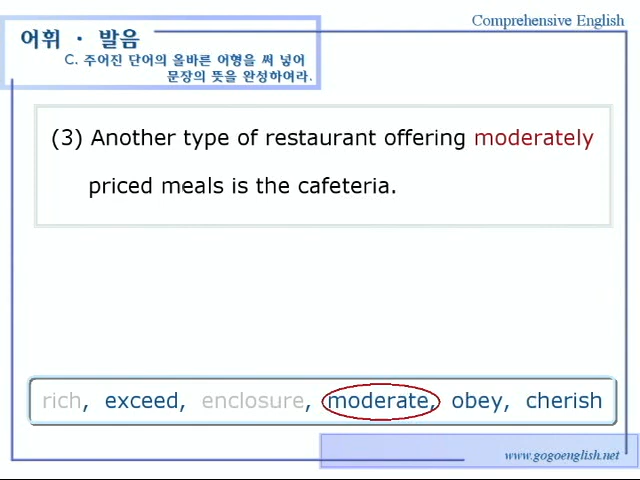 Comprehensive English
어휘 · 발음
C. 주어진 단어의 올바른 어형을 써 넣어
문장의 뜻을 완성하여라.
(3) Another type of restaurant offering moderately
priced meals is the cafeteria.
rich, exceed, enclosure, moderate, obey, cherish
www.gogoenglish.net